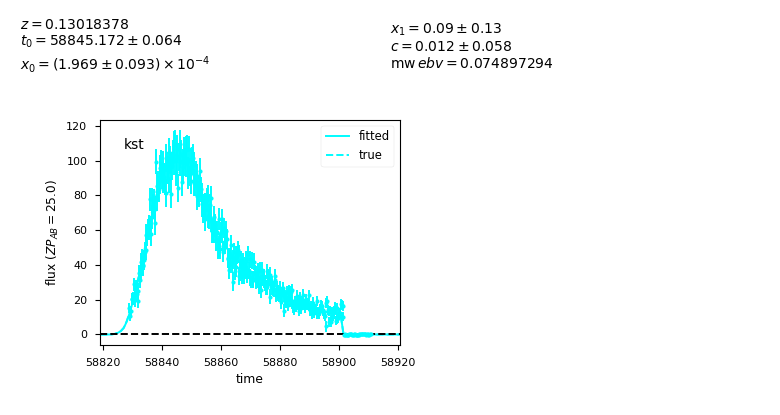 z = 0.13018378
t₀ = 58845.172 ± 0.064
x₀ = (1.969 ± 0.093) × 10⁻⁴
x₁ = 0.09 ± 0.13
c = 0.012 ± 0.058
mw ebv = 0.074897294
kst
fitted
true
120
100
80
60
40
20
0
flux (ZP_AB = 25.0)
58820 58840 58860 58880 58900 58920
time